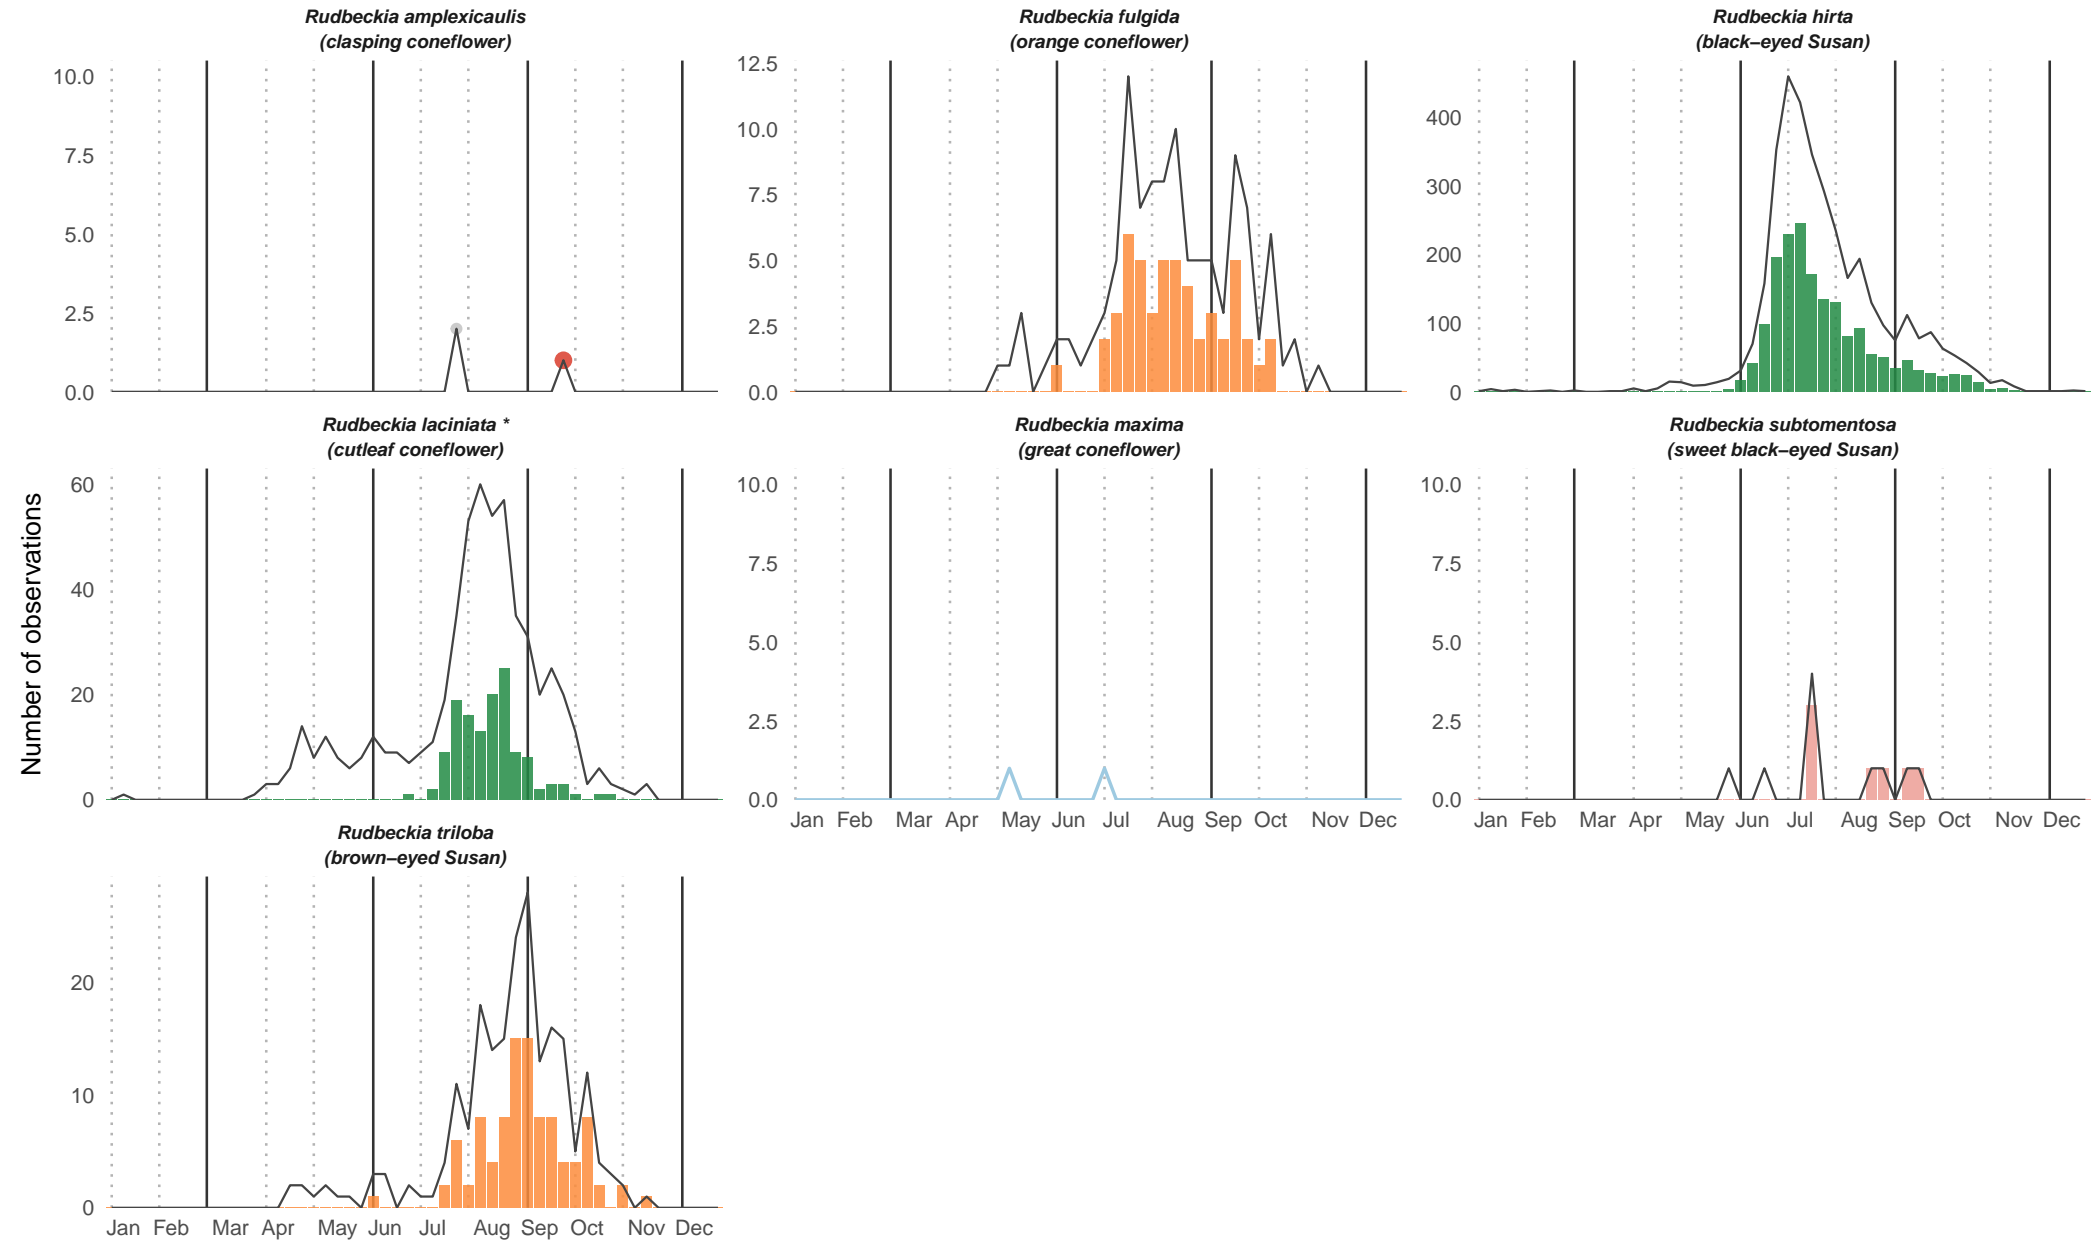 Rudbeckia amplexicaulis
(clasping coneflower)
Rudbeckia fulgida
(orange coneflower)
Rudbeckia hirta
(black−eyed Susan)
10.0
7.5
5.0
2.5
0.0
12.5
10.0
7.5
5.0
2.5
0.0
400
300
200
100
0
Number of observations
Rudbeckia laciniata *
(cutleaf coneflower)
Rudbeckia maxima
(great coneflower)
Rudbeckia subtomentosa
(sweet black−eyed Susan)
60
40
20
0
10.0
7.5
5.0
2.5
0.0
Jan Feb Mar Apr May Jun Jul Aug Sep Oct Nov Dec
10.0
7.5
5.0
2.5
0.0
Jan Feb Mar Apr May Jun Jul Aug Sep Oct Nov Dec
Rudbeckia triloba
(brown−eyed Susan)
20
10
0
Jan Feb Mar Apr May Jun Jul Aug Sep Oct Nov Dec